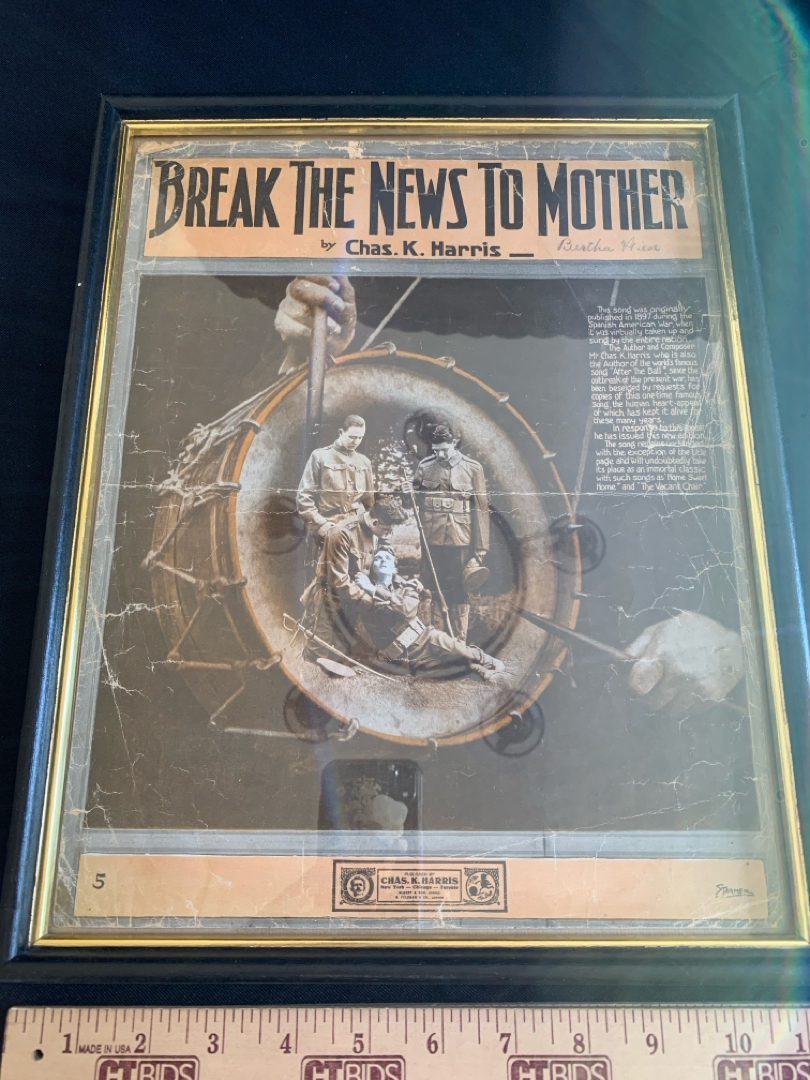 BREAK THE NEWS TO MOTHER
by Chas. K. Harris
Bertha
This song was originally
published in 1897 during the
Spanish American War, when
it was virtually taken up and
sung by the entire nation.
The Author and Composer
Mr Chas. K. Harris, who is also
the Author of the world's famous
song "After The Ball", since the
outbreak of the present war, has
been besieged by requests for
copies of this one-time famous
song, the human heart-appeal
of which has kept it alive for
these many years.
In response to this
he has issued this new edition.
The song
with the exception of the title
page and will undoubtedly take
its place as an immortal classic
with such songs as "Home Sweet
Home" and "The Vacant Chair".
5
PUBLISHED BY
CHAS. K. HARRIS
New York — Chicago — Toronto
STARMER
1 MADE IN USA 2 3 4 5 6 7 8 9 10 1
CTBIDS CTBIDS CTBIDS CTBIDS